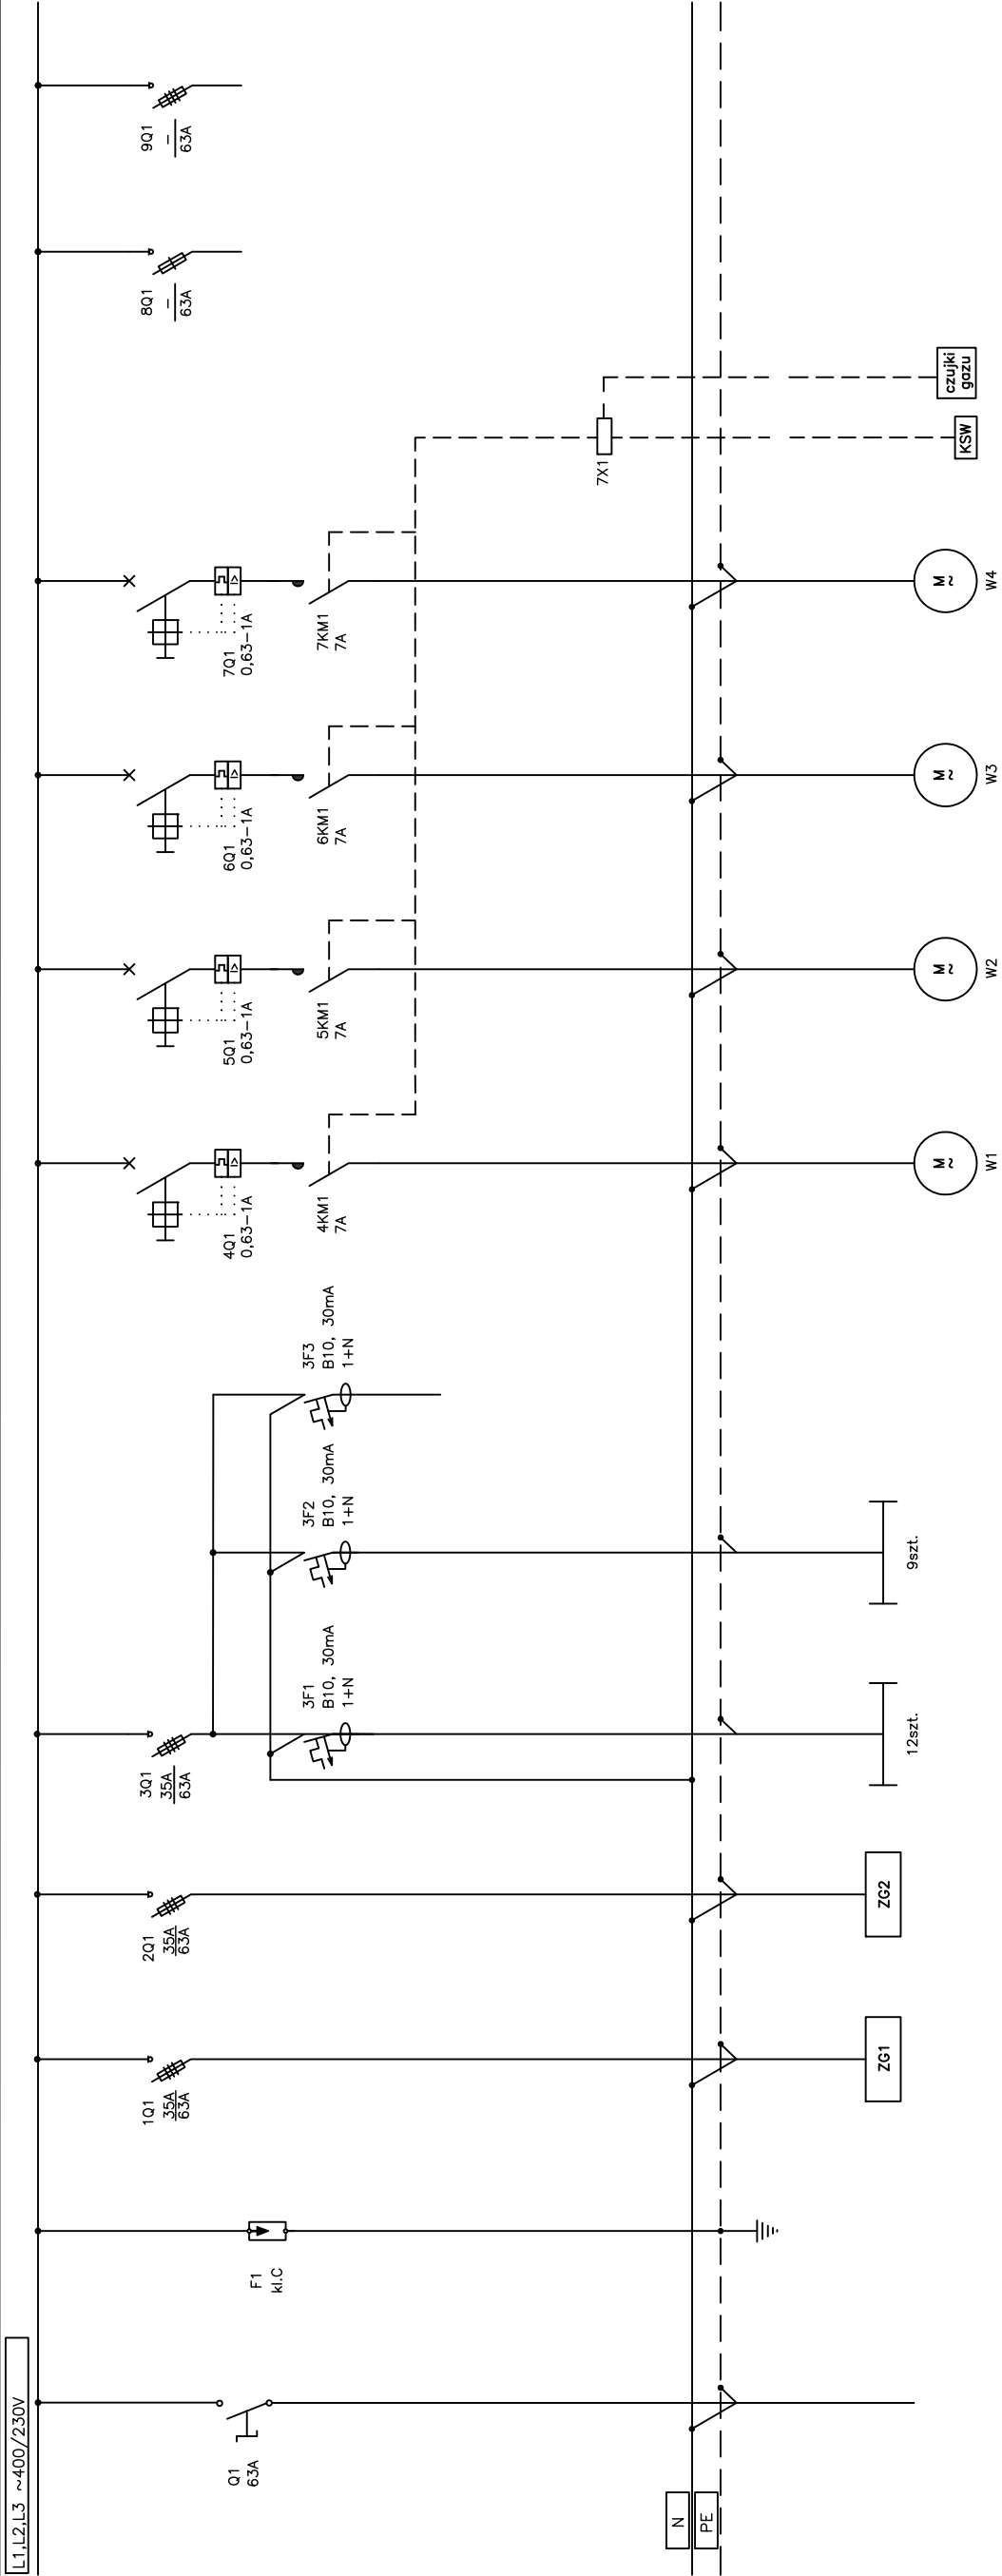 L1,L2,L3 ~400/230V
Q1
63A
N
PE
F1
kl.C
1Q1
35A
63A
ZG1
2Q1
35A
63A
ZG2
3Q1
35A
63A
3F1
B10, 30mA
1+N
12szt.
3F2
B10, 30mA
1+N
9szt.
3F3
B10, 30mA
1+N
4Q1
0,63-1A
4KM1
7A
M~
W1
5Q1
0,63-1A
5KM1
7A
M~
W2
6Q1
0,63-1A
6KM1
7A
M~
W3
7Q1
0,63-1A
7KM1
7A
M~
W4
7X1
KSW
czujki
gazu
8Q1
-
63A
9Q1
-
63A